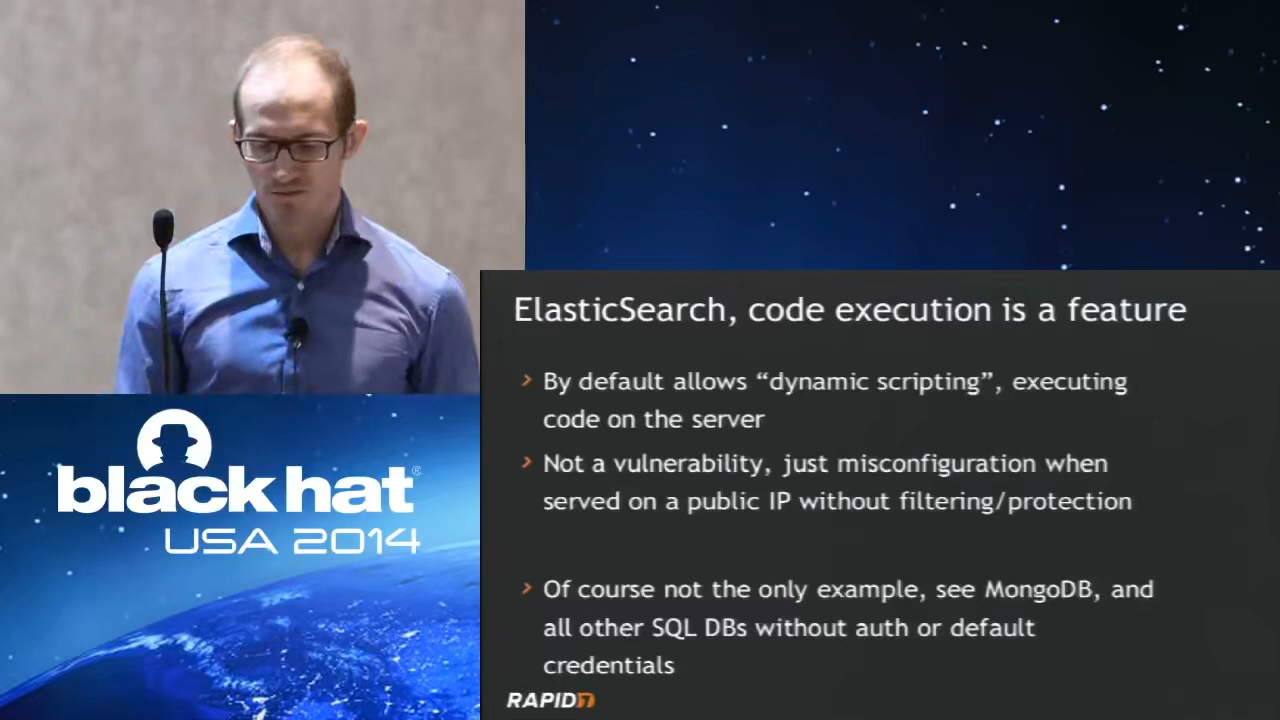 ElasticSearch, code execution is a feature
› By default allows “dynamic scripting”, executing
code on the server
› Not a vulnerability, just misconfiguration when
served on a public IP without filtering/protection
› Of course not the only example, see MongoDB, and
all other SQL DBs without auth or default
credentials
RAPID7
black hat®
USA 2014